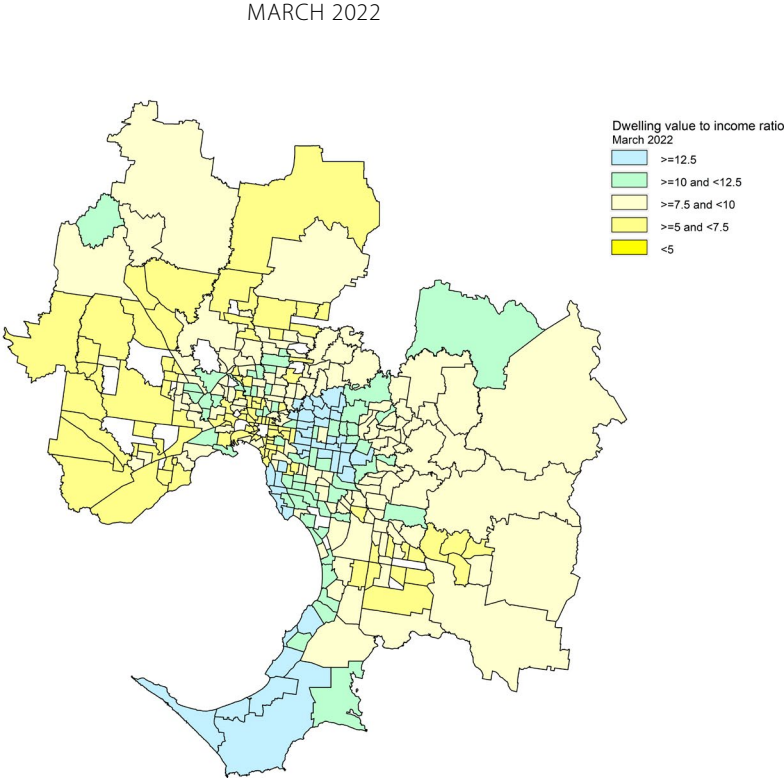 MARCH 2022
Dwelling value to income ratio
March 2022
>=12.5
>=10 and <12.5
>=7.5 and <10
>=5 and <7.5
<5